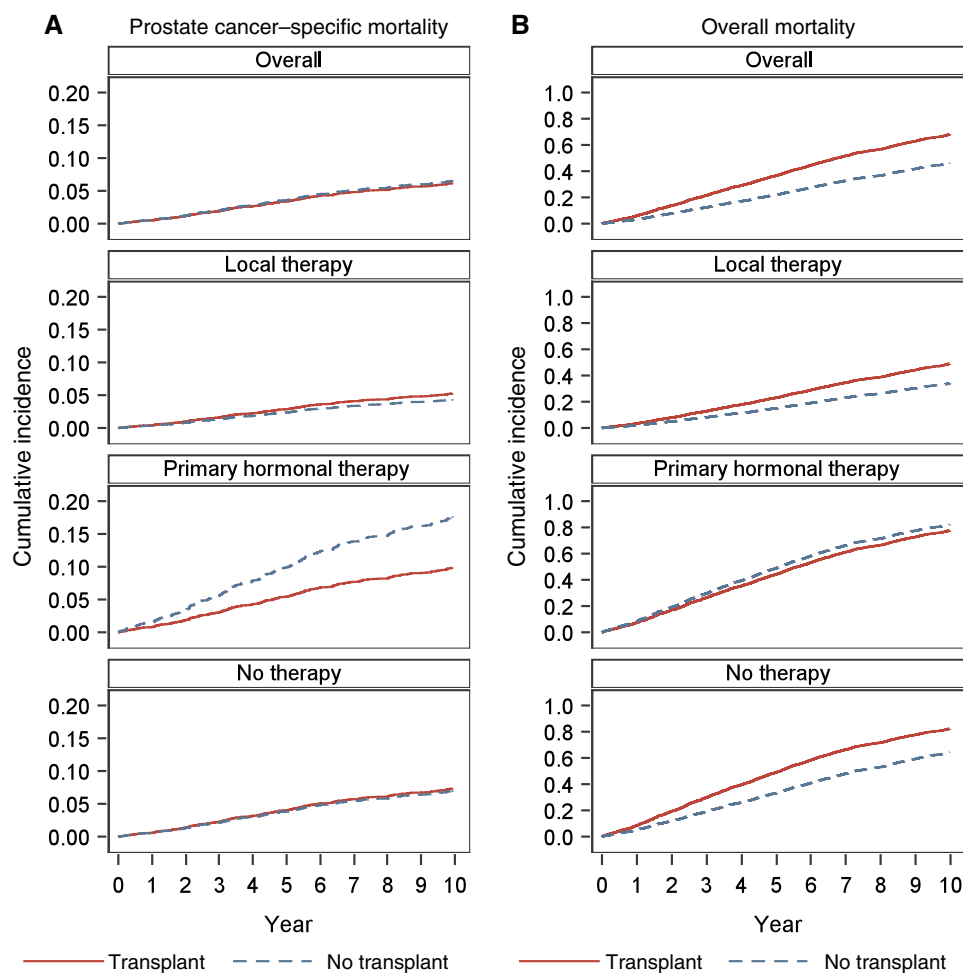 A Prostate cancer–specific mortality
Overall
0.20
0.15
0.10
0.05
0.00
Local therapy
0.20
0.15
0.10
0.05
0.00
Primary hormonal therapy
0.20
0.15
0.10
0.05
0.00
No therapy
0.20
0.15
0.10
0.05
0.00
0 1 2 3 4 5 6 7 8 9 10
Cumulative incidence
Year
Transplant No transplant
B Overall mortality
Overall
1.0
0.8
0.6
0.4
0.2
0.0
Local therapy
1.0
0.8
0.6
0.4
0.2
0.0
Primary hormonal therapy
1.0
0.8
0.6
0.4
0.2
0.0
No therapy
1.0
0.8
0.6
0.4
0.2
0.0
0 1 2 3 4 5 6 7 8 9 10
Cumulative incidence
Year
Transplant No transplant